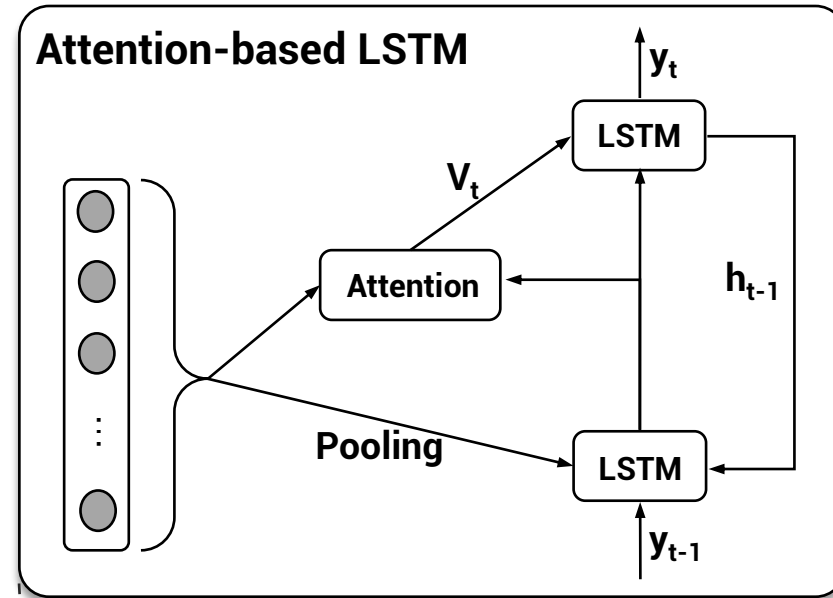 Attention-based LSTM
yₜ
LSTM
Vₜ
Attention
hₜ₋₁
...
Pooling
LSTM
yₜ₋₁